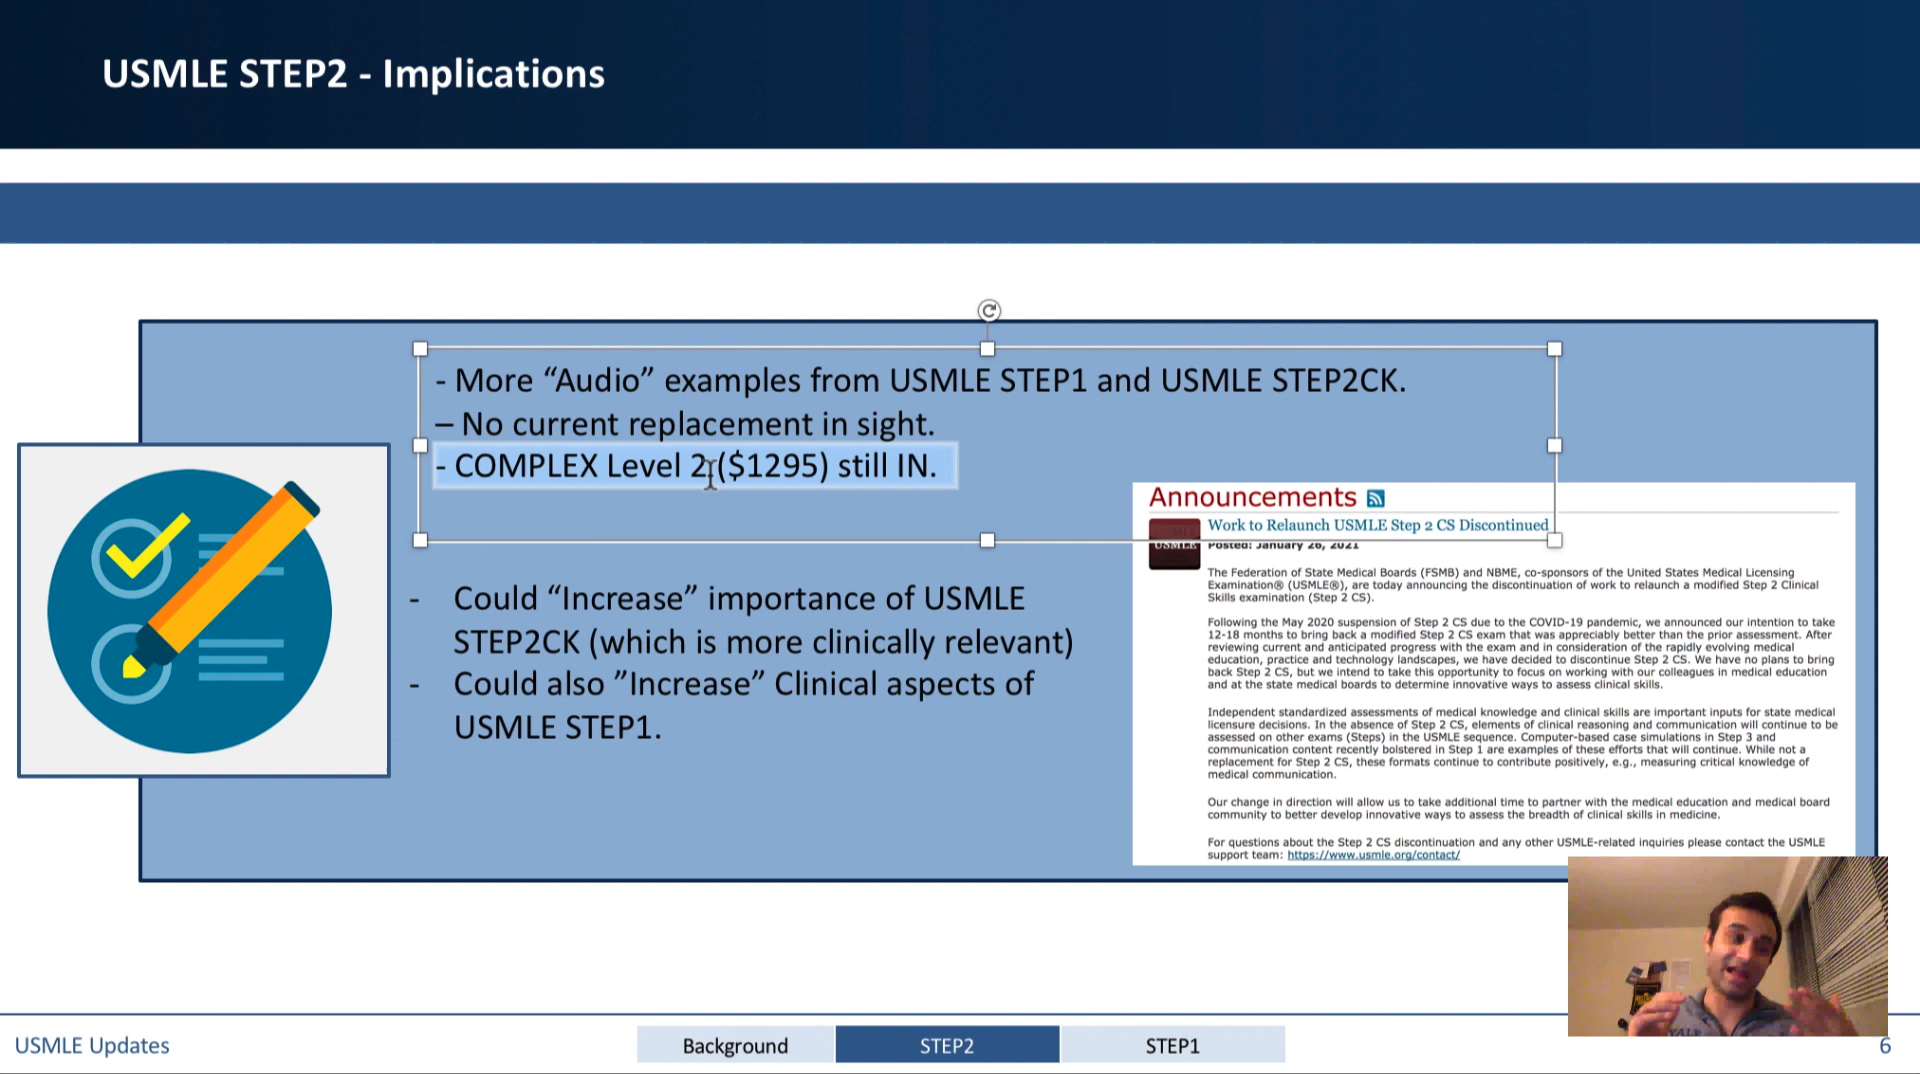 USMLE STEP2 - Implications
- More “Audio” examples from USMLE STEP1 and USMLE STEP2CK.
– No current replacement in sight.
- COMPLEX Level 2 ($1295) still IN.
- Could “Increase” importance of USMLE
STEP2CK (which is more clinically relevant)
- Could also ”Increase” Clinical aspects of
USMLE STEP1.
Announcements
Work to Relaunch USMLE Step 2 CS Discontinued
USMLE
Posted: January 26, 2021
The Federation of State Medical Boards (FSMB) and NBME, co-sponsors of the United States Medical Licensing
Examination® (USMLE®), are today announcing the discontinuation of work to relaunch a modified Step 2 Clinical
Skills examination (Step 2 CS).
Following the May 2020 suspension of Step 2 CS due to the COVID-19 pandemic, we announced our intention to take
12-18 months to bring back a modified Step 2 CS exam that was appreciably better than the prior assessment. After
reviewing current and anticipated progress with the exam and in consideration of the rapidly evolving medical
education, practice and technology landscapes, we have decided to discontinue Step 2 CS. We have no plans to bring
back Step 2 CS, but we intend to take this opportunity to focus on working with our colleagues in medical education
and at the state medical boards to determine innovative ways to assess clinical skills.
Independent standardized assessments of medical knowledge and clinical skills are important inputs for state medical
licensure decisions. In the absence of Step 2 CS, elements of clinical reasoning and communication will continue to be
assessed on other exams (Steps) in the USMLE sequence. Computer-based case simulations in Step 3 and
communication content recently bolstered in Step 1 are examples of these efforts that will continue. While not a
replacement for Step 2 CS, these formats continue to contribute positively, e.g., measuring critical knowledge of
medical communication.
Our change in direction will allow us to take additional time to partner with the medical education and medical board
community to better develop innovative ways to assess the breadth of clinical skills in medicine.
For questions about the Step 2 CS discontinuation and any other USMLE-related inquiries please contact the USMLE
support team: https://www.usmle.org/contact/
YALE
USMLE Updates
Background
STEP2
STEP1
6